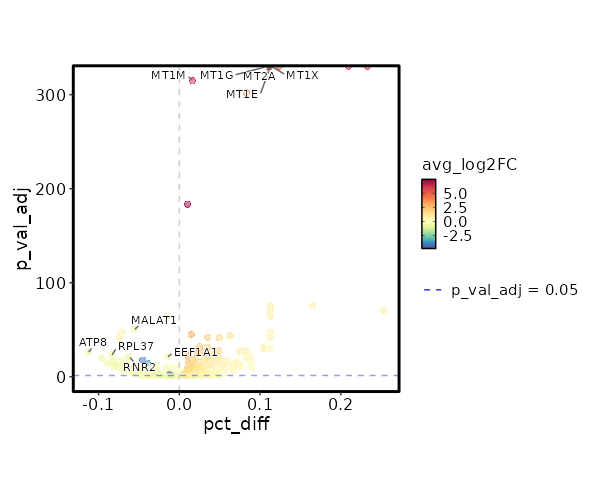 MT1M
MT1G
MT2A
MT1X
MT1E
300
200
100
0
p_val_adj
MALAT1
ATP8
RPL37
EEF1A1
RNR2
-0.1
0.0
0.1
0.2
pct_diff
avg_log2FC
5.0
2.5
0.0
-2.5
p_val_adj = 0.05